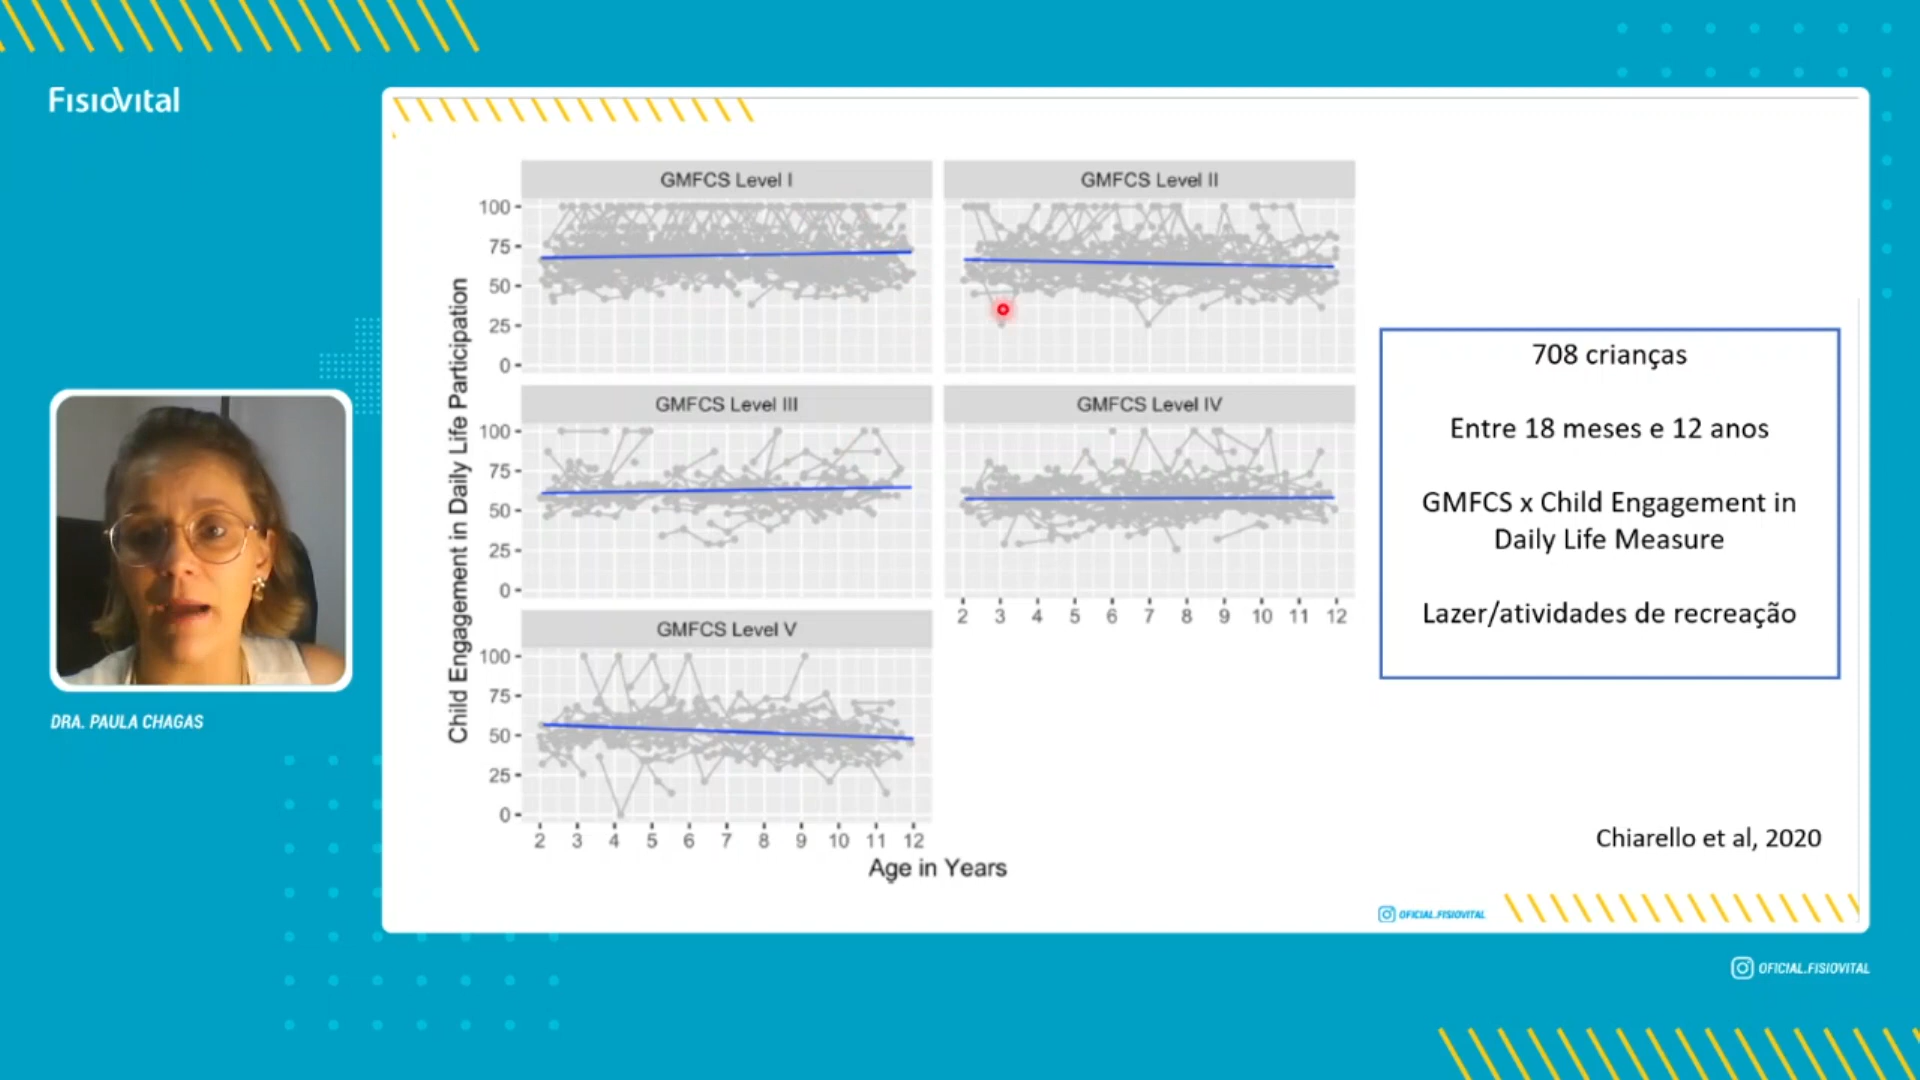 FisioVital
GMFCS Level I
GMFCS Level II
100
75
50
25
0
GMFCS Level III
GMFCS Level IV
100
75
50
25
0
2 3 4 5 6 7 8 9 10 11 12
GMFCS Level V
100
75
50
25
0
2 3 4 5 6 7 8 9 10 11 12
Age in Years
Child Engagement in Daily Life Participation
708 crianças
Entre 18 meses e 12 anos
GMFCS x Child Engagement in
Daily Life Measure
Lazer/atividades de recreação
Chiarello et al, 2020
OFICIAL.FISIOVITAL
DRA. PAULA CHAGAS
OFICIAL.FISIOVITAL